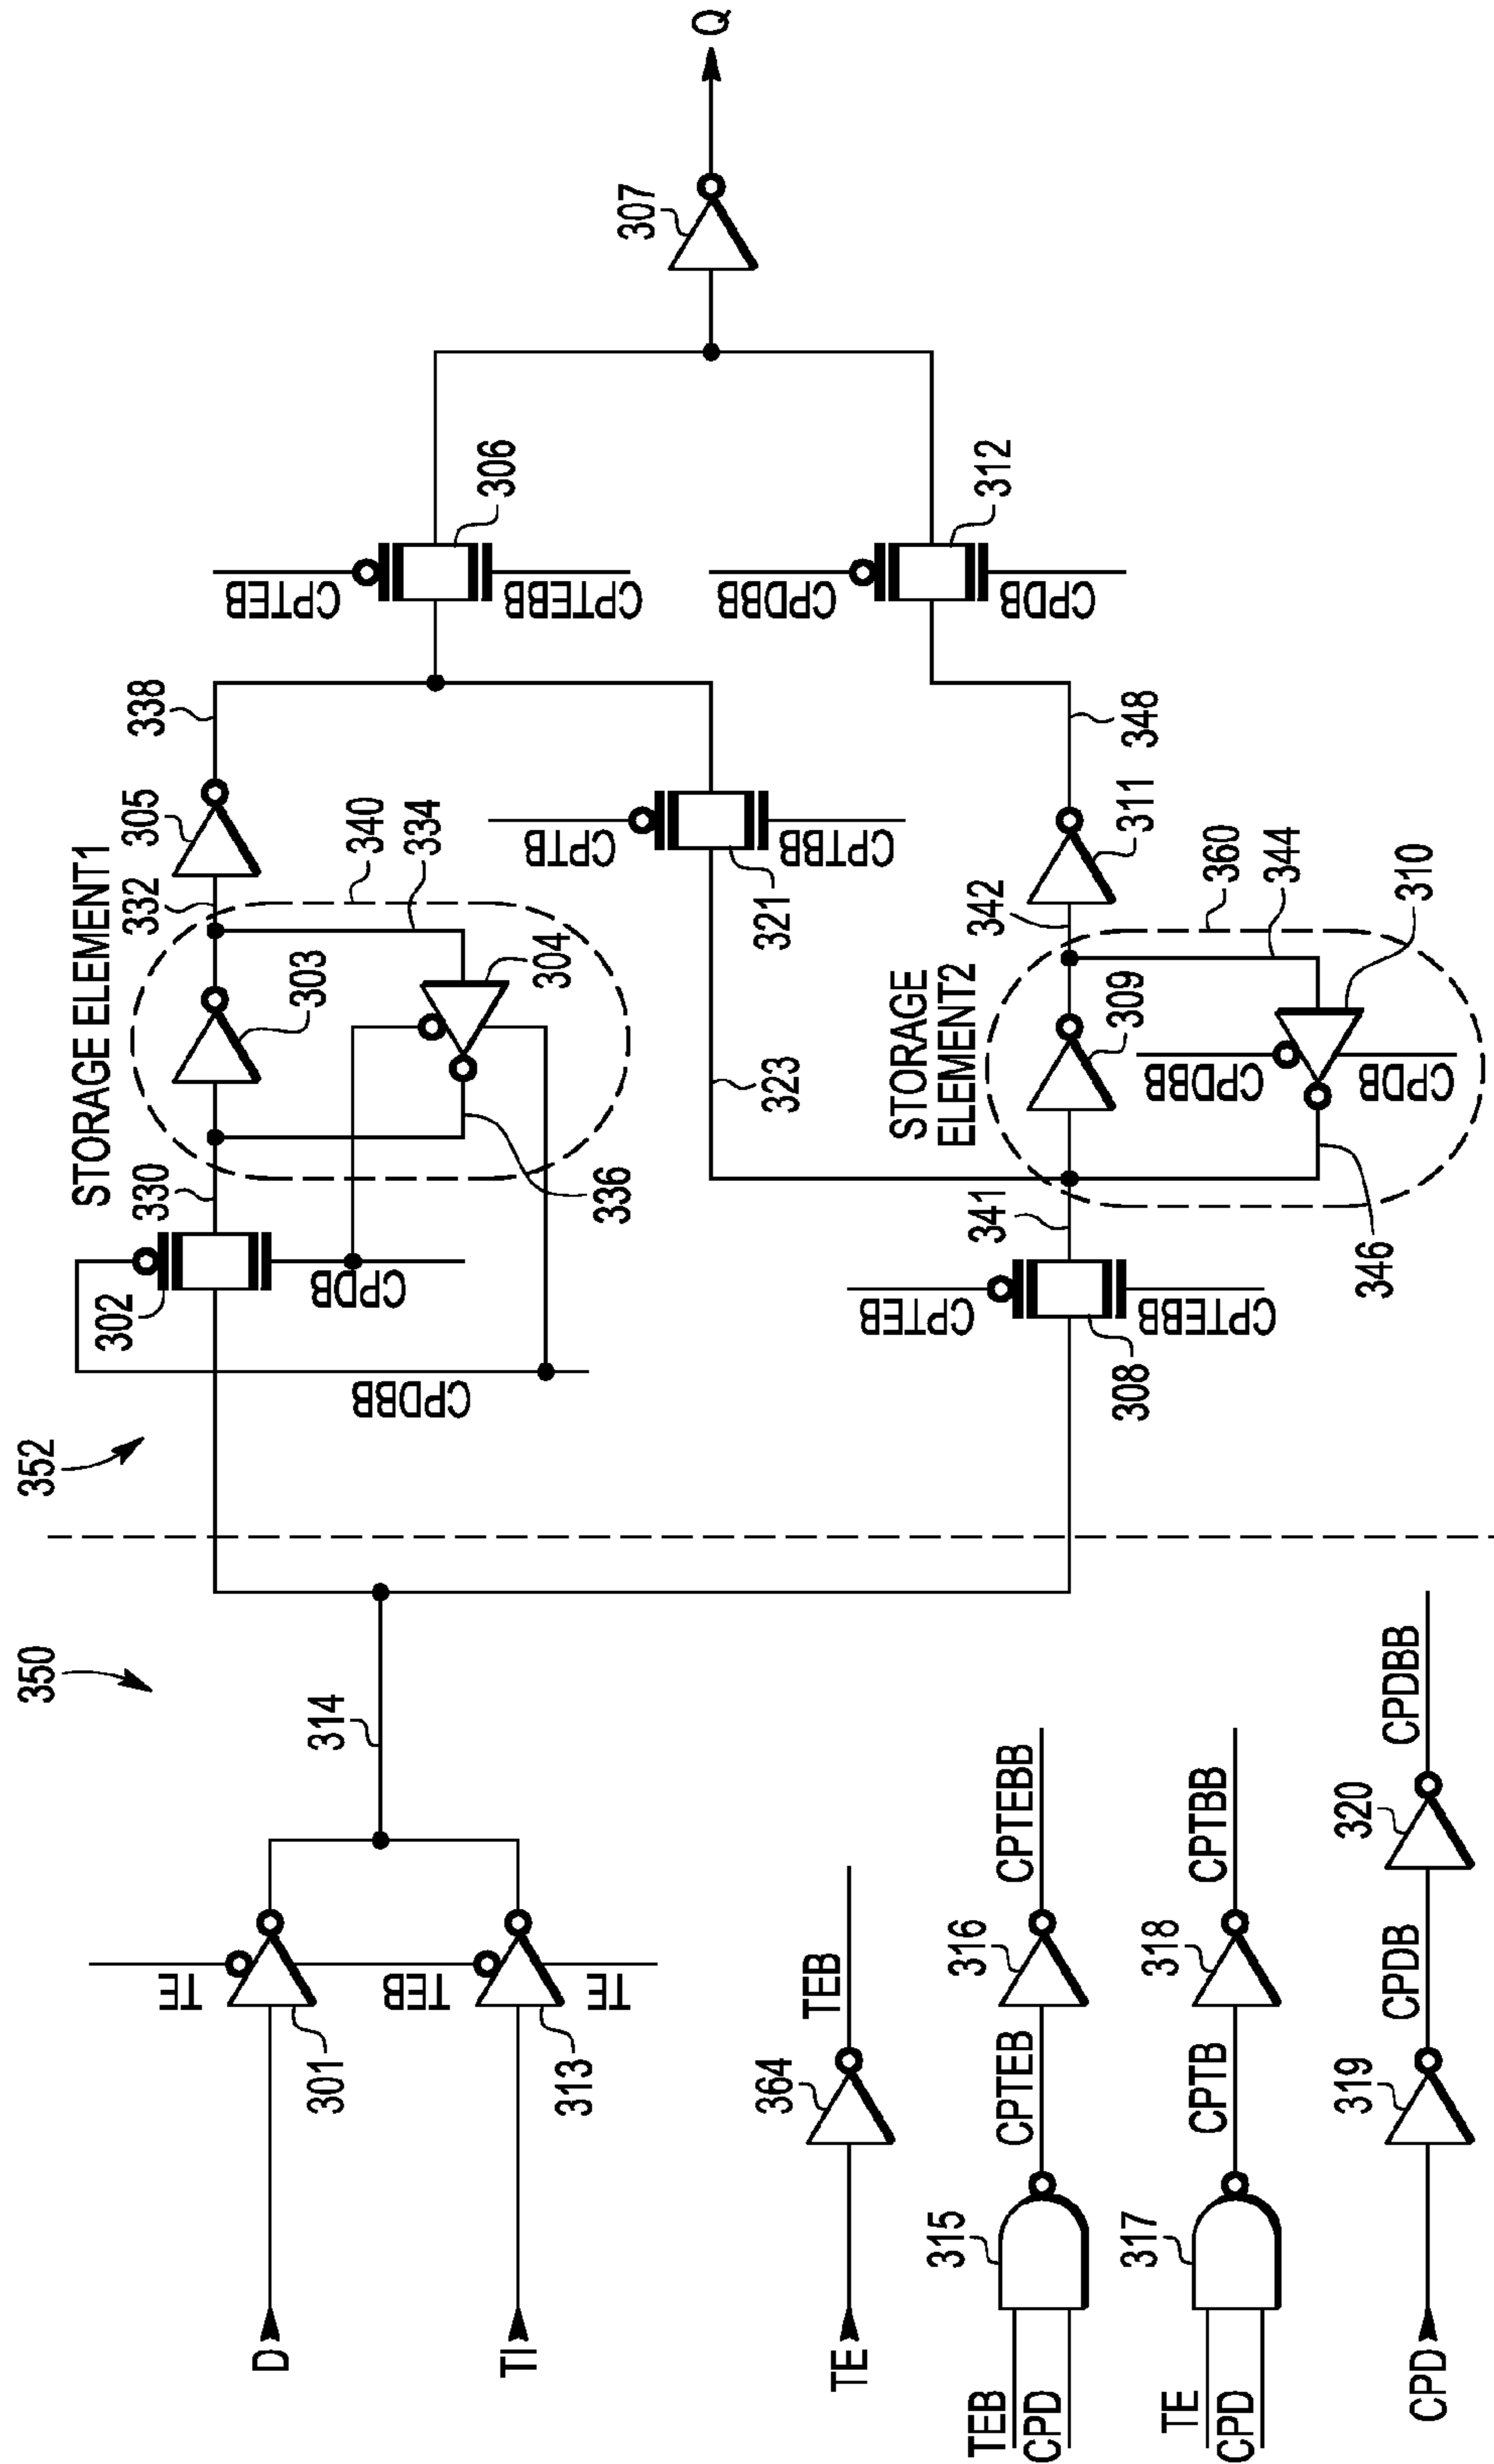 350
352
D
TE
301
TEB
TI
313
TE
314
TE
364
TEB
TEB
CPD
315
CPTEB
316
CPTEBB
TE
CPD
317
CPTB
318
CPTBB
CPD
319
CPDB
320
CPDBB
STORAGE ELEMENT1
302
CPDB
CPDBB
330
303
332
305
338
340
334
304
336
CPTEB
306
CPTEBB
CPTB
321
CPTBB
323
STORAGE
ELEMENT2
CPTEB
308
CPTEBB
341
309
342
311
348
360
344
310
CPDBB
CPDB
346
CPDBB
312
CPDB
307
Q